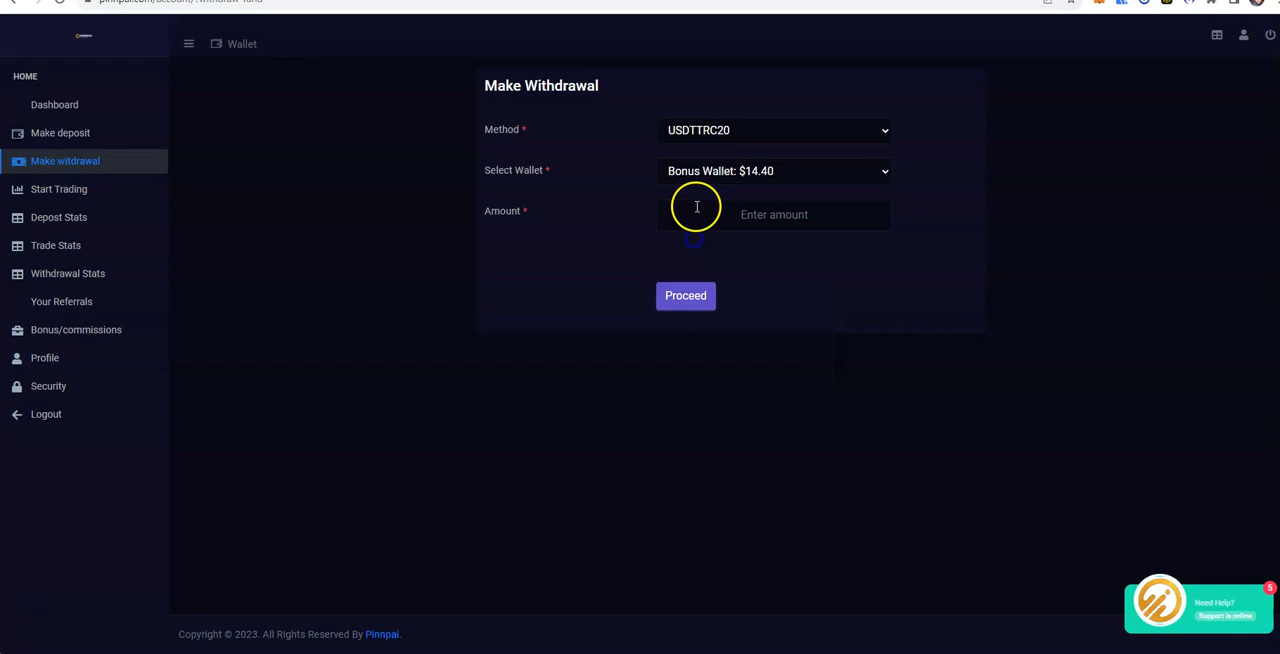 Wallet
HOME
Dashboard
Make deposit
Make witdrawal
Start Trading
Depost Stats
Trade Stats
Withdrawal Stats
Your Referrals
Bonus/commissions
Profile
Security
Logout
Make Withdrawal
Method *
USDTTRC20
Select Wallet *
Bonus Wallet: $14.40
Amount *
Enter amount
Proceed
Copyright © 2023. All Rights Reserved By Pinnpai.
5
Need Help?
Support is online